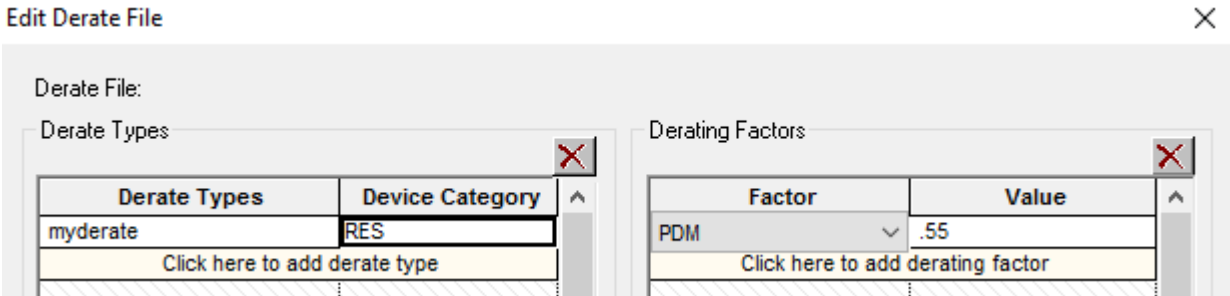 Edit Derate File
Derate File:
Derate Types
Derating Factors
Derate Types Device Category
Factor Value
myderate RES
PDM .55
Click here to add derate type
Click here to add derating factor